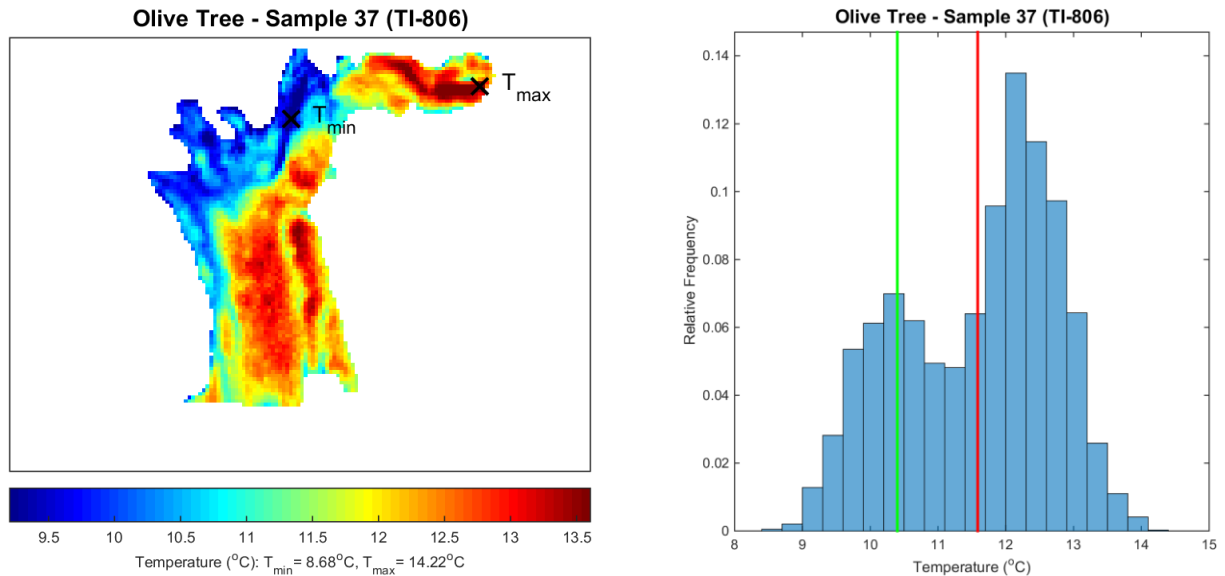 Olive Tree - Sample 37 (TI-806)
T_max
T_min
9.5 10 10.5 11 11.5 12 12.5 13 13.5
Temperature (°C): T_min= 8.68°C, T_max= 14.22°C
Olive Tree - Sample 37 (TI-806)
0.14
0.12
0.1
0.08
0.06
0.04
0.02
0
Relative Frequency
8 9 10 11 12 13 14 15
Temperature (°C)